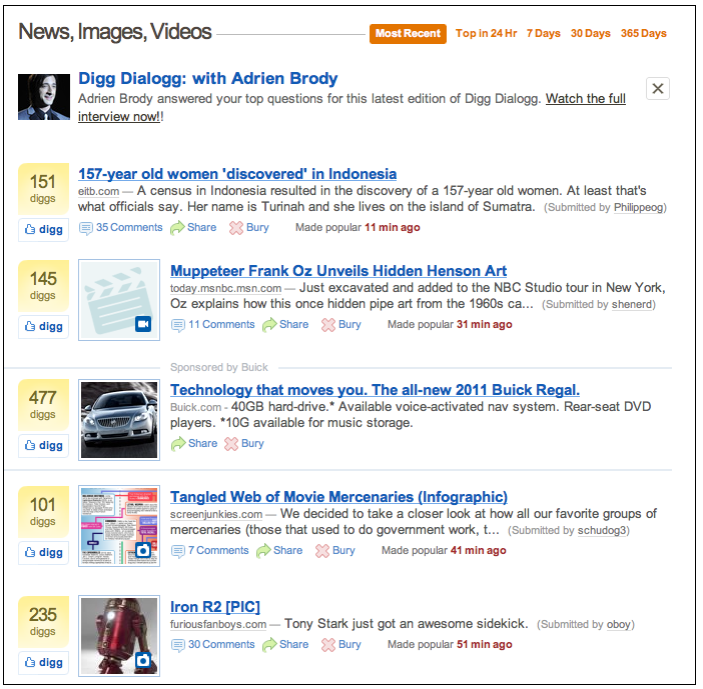 News, Images, Videos
Most Recent Top in 24 Hr 7 Days 30 Days 365 Days
Digg Dialogg: with Adrien Brody
Adrien Brody answered your top questions for this latest edition of Digg Dialogg. Watch the full
interview now!!
151
diggs
digg
157-year old women 'discovered' in Indonesia
eitb.com — A census in Indonesia resulted in the discovery of a 157-year old women. At least that's
what officials say. Her name is Turinah and she lives on the island of Sumatra. (Submitted by Philippeog)
35 Comments Share Bury Made popular 11 min ago
145
diggs
digg
Muppeteer Frank Oz Unveils Hidden Henson Art
today.msnbc.msn.com — Just excavated and added to the NBC Studio tour in New York,
Oz explains how this once hidden pipe art from the 1960s ca... (Submitted by shenerd)
11 Comments Share Bury Made popular 31 min ago
Sponsored by Buick
477
diggs
digg
Technology that moves you. The all-new 2011 Buick Regal.
Buick.com - 40GB hard-drive.* Available voice-activated nav system. Rear-seat DVD
players. *10G available for music storage.
Share Bury
101
diggs
digg
Tangled Web of Movie Mercenaries (Infographic)
screenjunkies.com — We decided to take a closer look at how all our favorite groups of
mercenaries (those that used to do government work, t... (Submitted by schudog3)
7 Comments Share Bury Made popular 41 min ago
235
diggs
digg
Iron R2 [PIC]
furiousfanboys.com — Tony Stark just got an awesome sidekick. (Submitted by oboy)
30 Comments Share Bury Made popular 51 min ago